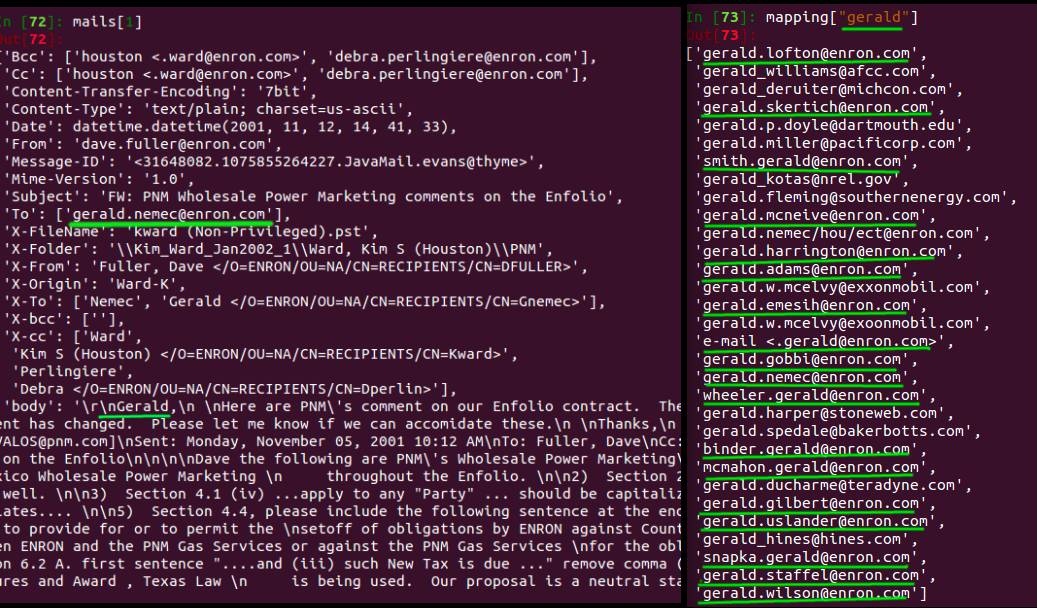 In [72]: mails[1]
Out[72]:
{'Bcc': ['houston <.ward@enron.com>', 'debra.perlingiere@enron.com'],
'Cc': ['houston <.ward@enron.com>', 'debra.perlingiere@enron.com'],
'Content-Transfer-Encoding': '7bit',
'Content-Type': 'text/plain; charset=us-ascii',
'Date': datetime.datetime(2001, 11, 12, 14, 41, 33),
'From': 'dave.fuller@enron.com',
'Message-ID': '<31648082.1075855264227.JavaMail.evans@thyme>',
'Mime-Version': '1.0',
'Subject': 'FW: PNM Wholesale Power Marketing comments on the Enfolio',
'To': ['gerald.nemec@enron.com'],
'X-FileName': 'kward (Non-Privileged).pst',
'X-Folder': '\\Kim_Ward_Jan2002_1\\Ward, Kim S (Houston)\\PNM',
'X-From': 'Fuller, Dave </O=ENRON/OU=NA/CN=RECIPIENTS/CN=DFULLER>',
'X-Origin': 'Ward-K',
'X-To': ['Nemec', 'Gerald </O=ENRON/OU=NA/CN=RECIPIENTS/CN=Gnemec>'],
'X-bcc': [''],
'X-cc': ['Ward',
'Kim S (Houston) </O=ENRON/OU=NA/CN=RECIPIENTS/CN=Kward>',
'Perlingiere',
'Debra </O=ENRON/OU=NA/CN=RECIPIENTS/CN=Dperlin>'],
'body': '\r\nGerald,\n \nHere are PNM\'s comment on our Enfolio contract.  The
ent has changed.  Please let me know if we can accomidate these.\n \nThanks,\n
VALOS@pnm.com]\nSent: Monday, November 05, 2001 10:12 AM\nTo: Fuller, Dave\nCc:
on the Enfolio\n\n\n\nDave the following are PNM\'s Wholesale Power Marketing\
xico Wholesale Power Marketing \n     throughout the Enfolio. \n\n2)  Section 2
well. \n\n3)  Section 4.1 (iv) ...apply to any "Party" ... should be capitaliz
lates.... \n\n5)  Section 4.4, please include the following sentence at the end
to provide for or to permit the \nsetoff of obligations by ENRON against Count
en ENRON and the PNM Gas Services or against the PNM Gas Services \nfor the obl
on 6.2 A. first sentence "....and (iii) such New Tax is due ..." remove comma (
ures and Award , Texas Law \n     is being used.  Our proposal is a neutral sta
In [73]: mapping["gerald"]
Out[73]:
['gerald.lofton@enron.com',
'gerald_williams@afcc.com',
'gerald_deruiter@michcon.com',
'gerald.skertich@enron.com',
'gerald.p.doyle@dartmouth.edu',
'gerald.miller@pacificorp.com',
'smith.gerald@enron.com',
'gerald_kotas@nrel.gov',
'gerald.fleming@southernenergy.com',
'gerald.mcneive@enron.com',
'gerald.nemec/hou/ect@enron.com',
'gerald.harrington@enron.com',
'gerald.adams@enron.com',
'gerald.w.mcelvy@exxonmobil.com',
'gerald.emesih@enron.com',
'gerald.w.mcelvy@exoonmobil.com',
'e-mail <.gerald@enron.com>',
'gerald.gobbi@enron.com',
'gerald.nemec@enron.com',
'wheeler.gerald@enron.com',
'gerald.harper@stoneweb.com',
'gerald.spedale@bakerbotts.com',
'binder.gerald@enron.com',
'mcmahon.gerald@enron.com',
'gerald.ducharme@teradyne.com',
'gerald.gilbert@enron.com',
'gerald.uslander@enron.com',
'gerald_hines@hines.com',
'snapka.gerald@enron.com',
'gerald.staffel@enron.com',
'gerald.wilson@enron.com']